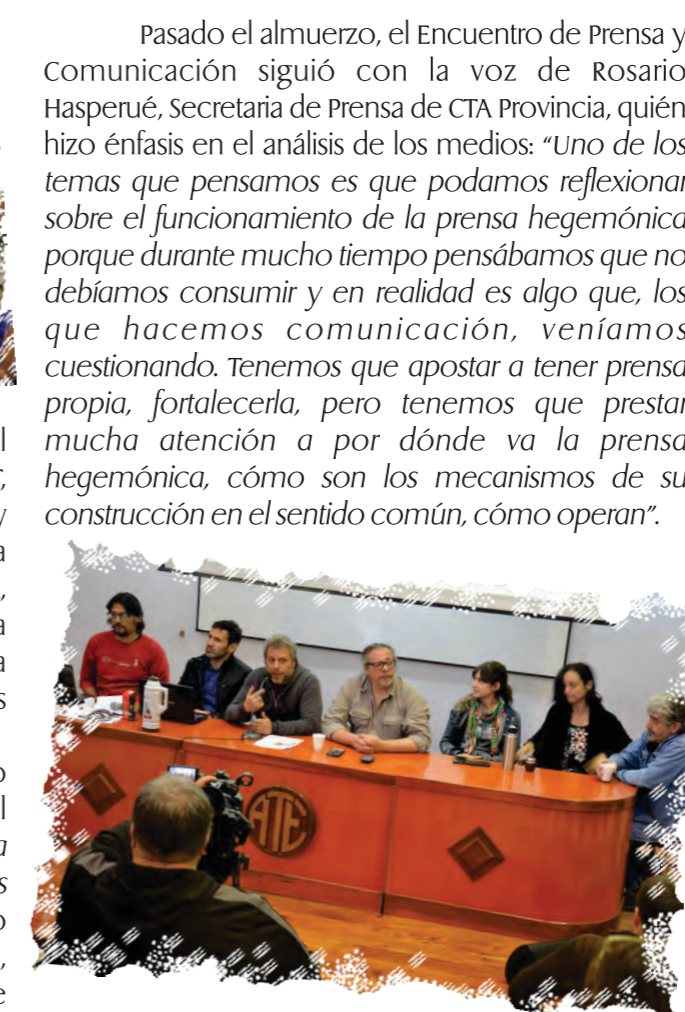 Pasado el almuerzo, el Encuentro de Prensa y
Comunicación siguió con la voz de Rosario
Hasperué, Secretaria de Prensa de CTA Provincia, quién
hizo énfasis en el análisis de los medios: “Uno de los
temas que pensamos es que podamos reflexionar
sobre el funcionamiento de la prensa hegemónica
porque durante mucho tiempo pensábamos que no
debíamos consumir y en realidad es algo que, los
que hacemos comunicación, veníamos
cuestionando. Tenemos que apostar a tener prensa
propia, fortalecerla, pero tenemos que prestar
mucha atención a por dónde va la prensa
hegemónica, cómo son los mecanismos de su
construcción en el sentido común, cómo operan”.
ATE